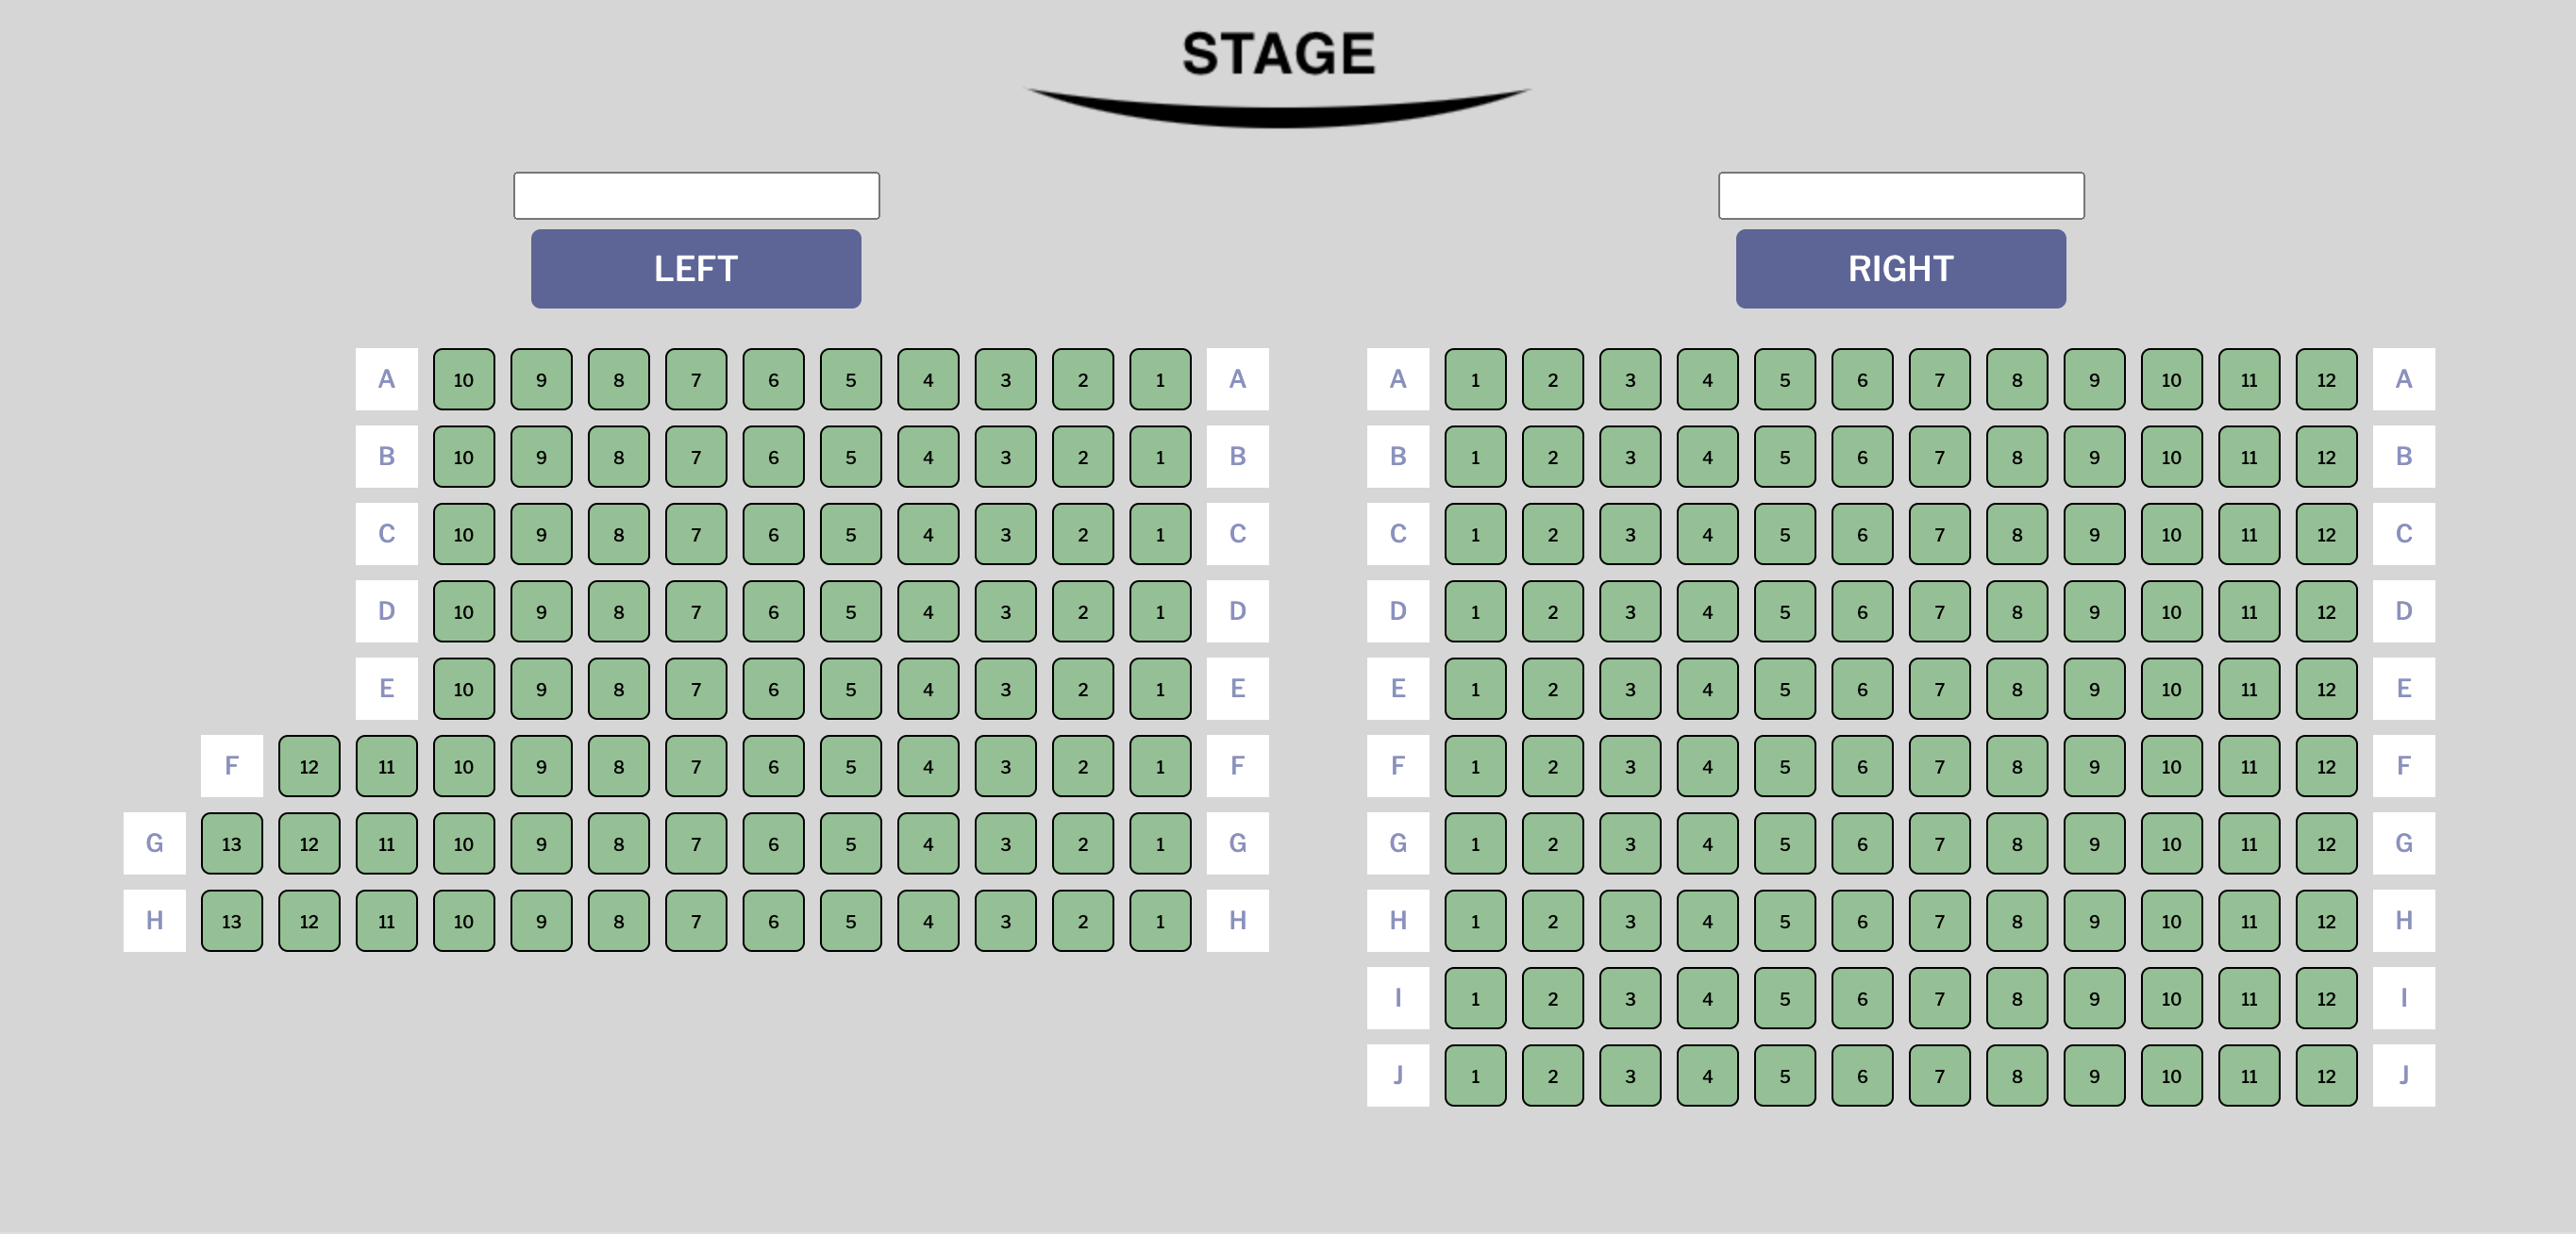 STAGE
LEFT RIGHT
A 10 9 8 7 6 5 4 3 2 1 A A 1 2 3 4 5 6 7 8 9 10 11 12 A
B 10 9 8 7 6 5 4 3 2 1 B B 1 2 3 4 5 6 7 8 9 10 11 12 B
C 10 9 8 7 6 5 4 3 2 1 C C 1 2 3 4 5 6 7 8 9 10 11 12 C
D 10 9 8 7 6 5 4 3 2 1 D D 1 2 3 4 5 6 7 8 9 10 11 12 D
E 10 9 8 7 6 5 4 3 2 1 E E 1 2 3 4 5 6 7 8 9 10 11 12 E
F 12 11 10 9 8 7 6 5 4 3 2 1 F F 1 2 3 4 5 6 7 8 9 10 11 12 F
G 13 12 11 10 9 8 7 6 5 4 3 2 1 G G 1 2 3 4 5 6 7 8 9 10 11 12 G
H 13 12 11 10 9 8 7 6 5 4 3 2 1 H H 1 2 3 4 5 6 7 8 9 10 11 12 H
I 1 2 3 4 5 6 7 8 9 10 11 12 I
J 1 2 3 4 5 6 7 8 9 10 11 12 J